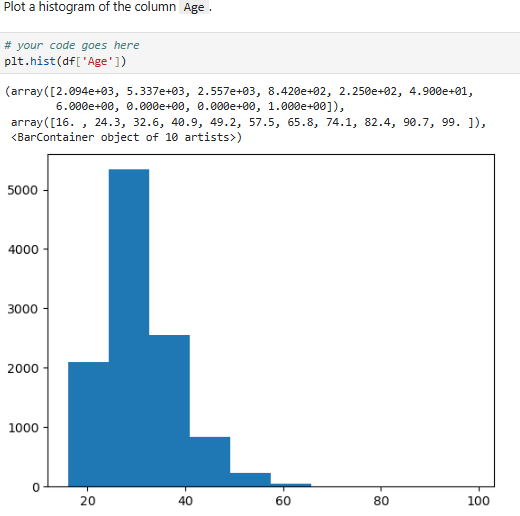 Plot a histogram of the column Age .
# your code goes here
plt.hist(df['Age'])
(array([2.094e+03, 5.337e+03, 2.557e+03, 8.420e+02, 2.250e+02, 4.900e+01,
6.000e+00, 0.000e+00, 0.000e+00, 1.000e+00]),
array([16. , 24.3, 32.6, 40.9, 49.2, 57.5, 65.8, 74.1, 82.4, 90.7, 99. ]),
<BarContainer object of 10 artists>)
5000
4000
3000
2000
1000
0
20 40 60 80 100